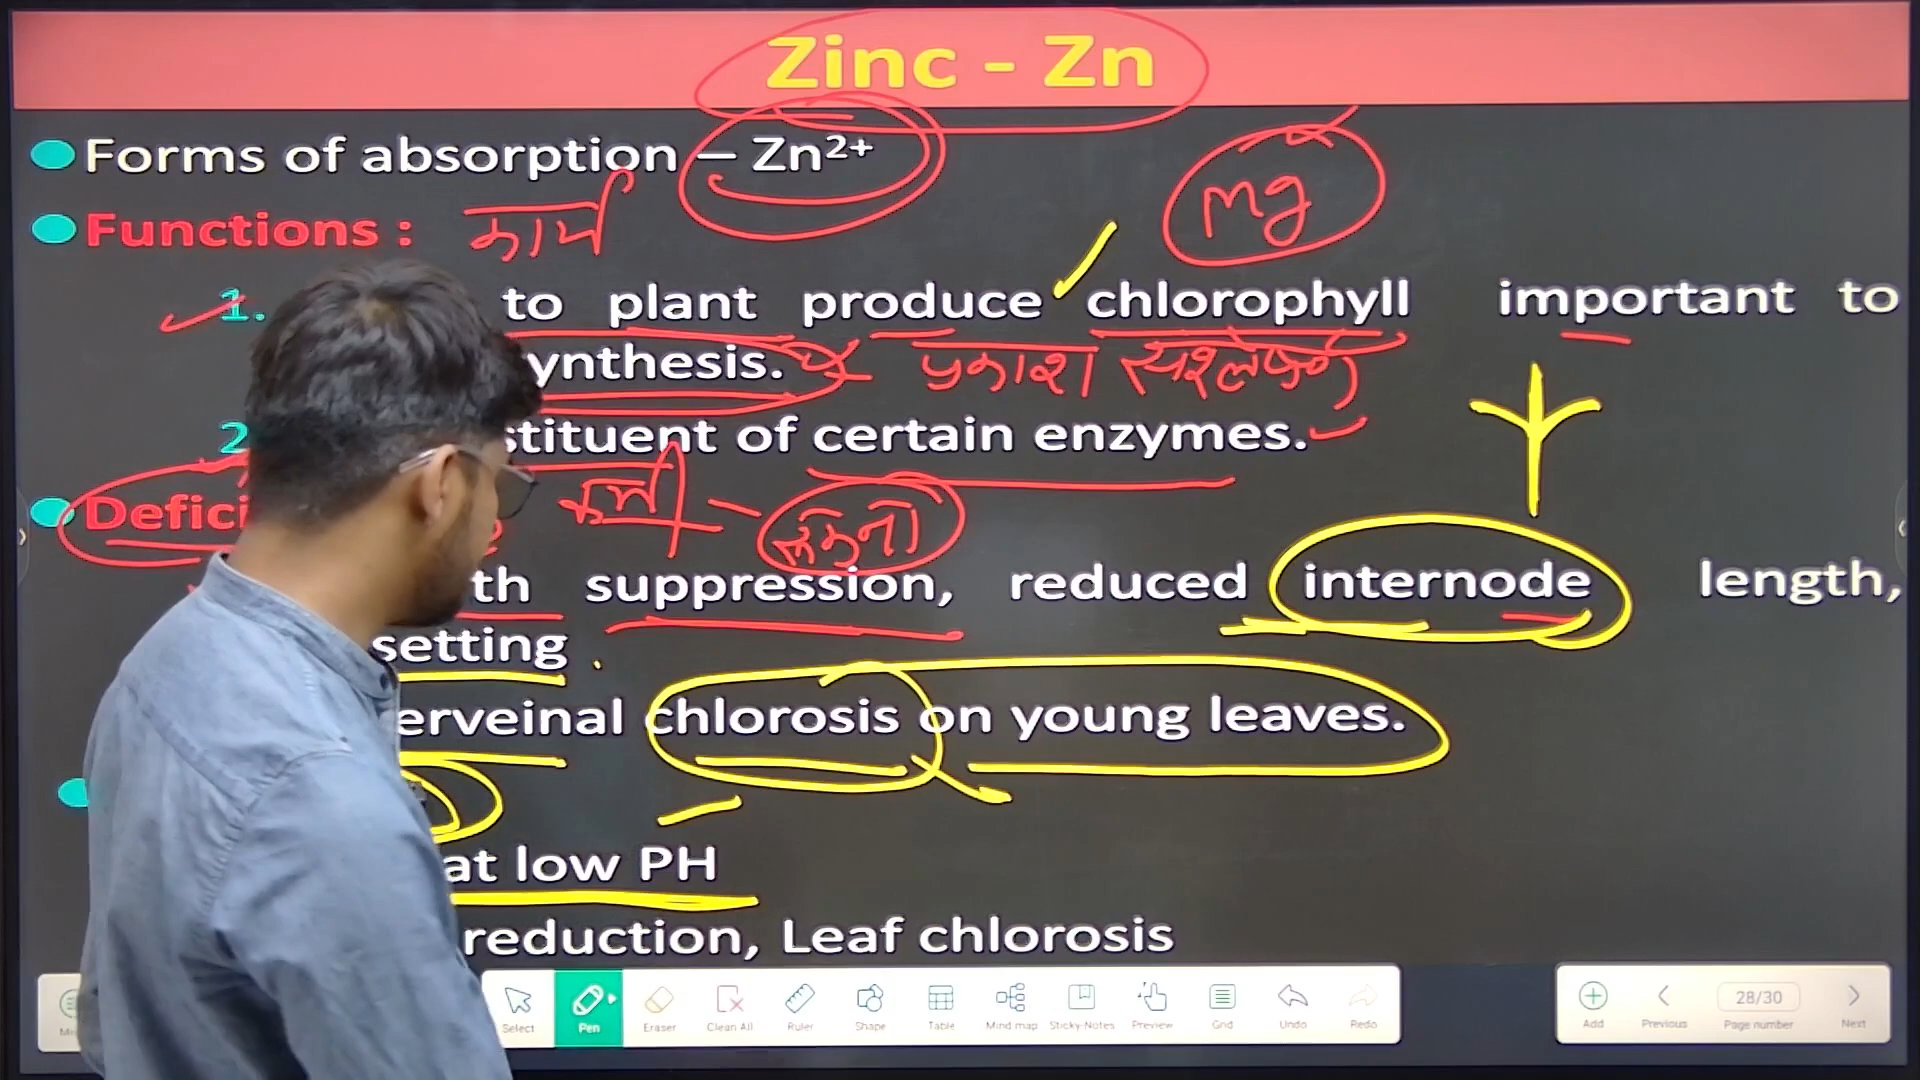 Zinc - Zn
Forms of absorption – Zn²⁺
Mg
Functions : कार्य
1. to plant produce chlorophyll important to
ynthesis. प्रकाश संश्लेषण
2 stituent of certain enzymes.
Defici कमी
th suppression, reduced internode length,
setting
erveinal chlorosis on young leaves.
at low PH
reduction, Leaf chlorosis
Select Pen Eraser Clean All Ruler Shape Table Mind map Sticky Notes Preview Grid Undo Redo
Add Previous 28/30 Page number Next